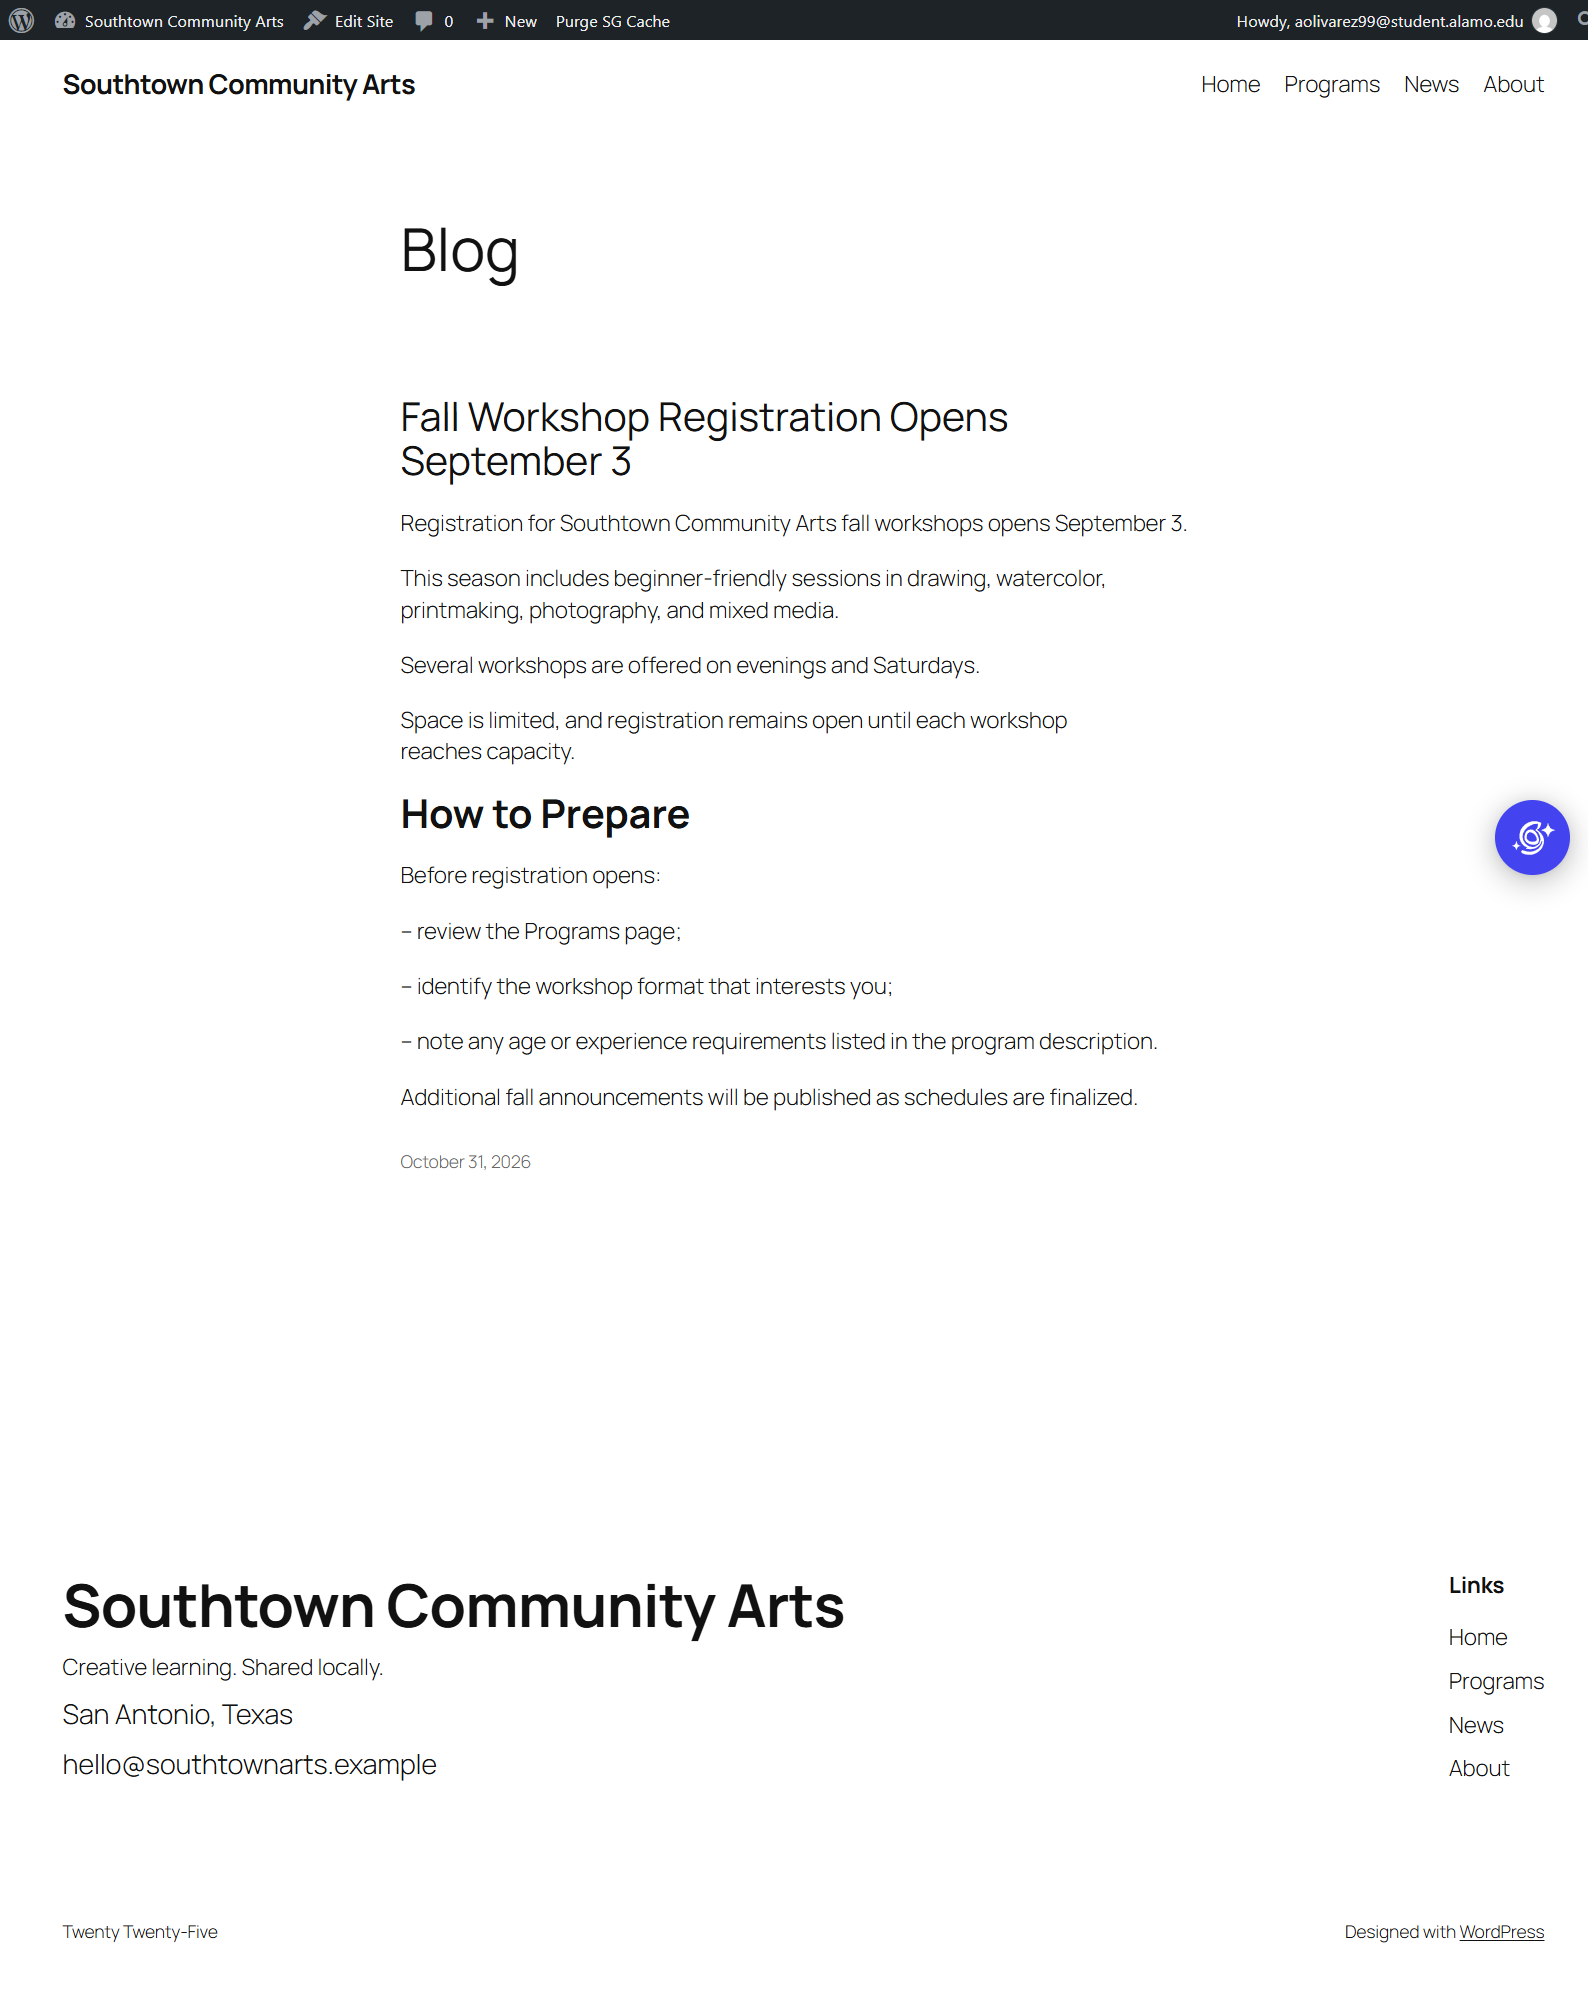 Southtown Community Arts Edit Site 0 New Purge SG Cache Howdy, aolivarez99@student.alamo.edu
Southtown Community Arts Home Programs News About
Blog
Fall Workshop Registration Opens
September 3
Registration for Southtown Community Arts fall workshops opens September 3.
This season includes beginner-friendly sessions in drawing, watercolor,
printmaking, photography, and mixed media.
Several workshops are offered on evenings and Saturdays.
Space is limited, and registration remains open until each workshop
reaches capacity.
How to Prepare
Before registration opens:
– review the Programs page;
– identify the workshop format that interests you;
– note any age or experience requirements listed in the program description.
Additional fall announcements will be published as schedules are finalized.
October 31, 2026
Southtown Community Arts
Creative learning. Shared locally.
San Antonio, Texas
hello@southtownarts.example
Links
Home
Programs
News
About
Twenty Twenty-Five Designed with WordPress